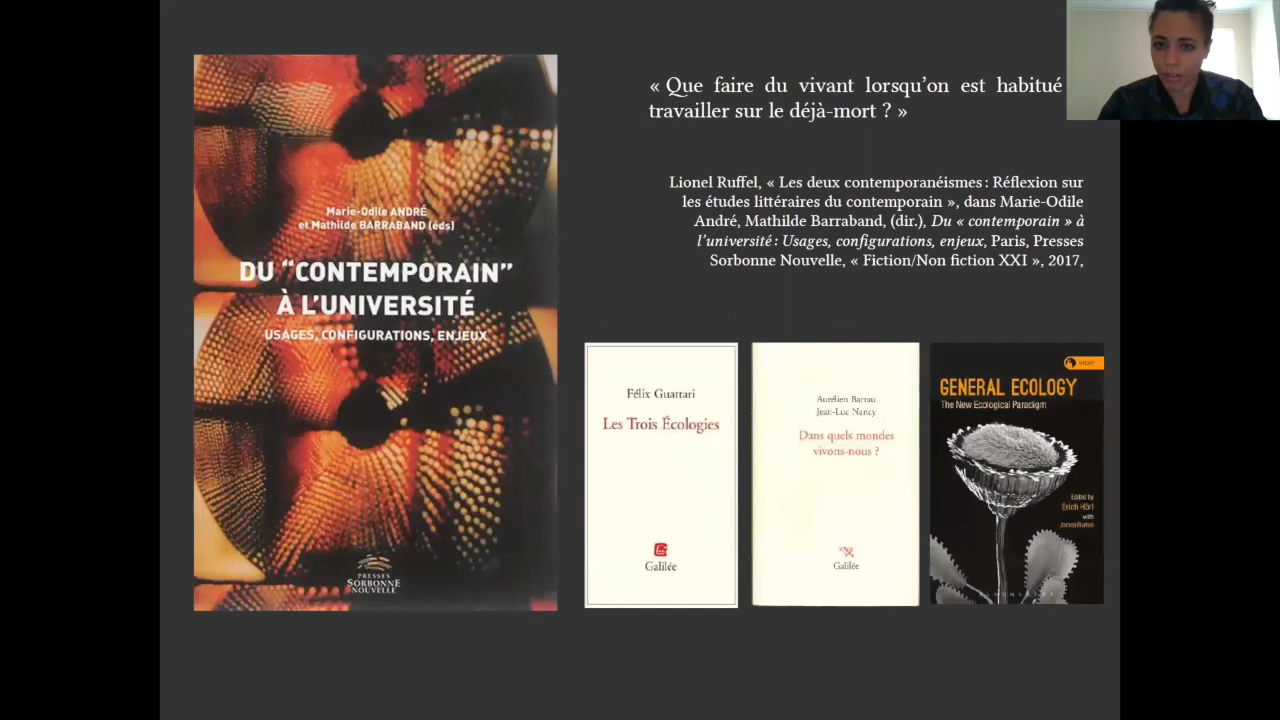 « Que faire du vivant lorsqu'on est habitué
travailler sur le déjà-mort ? »
Lionel Ruffel, « Les deux contemporanéismes : Réflexion sur
les études littéraires du contemporain », dans Marie-Odile
André, Mathilde Barraband, (dir.), Du « contemporain » à
l'université : Usages, configurations, enjeux, Paris, Presses
Sorbonne Nouvelle, « Fiction/Non fiction XXI », 2017,
Marie-Odile ANDRÉ
et Mathilde BARRABAND (éds)
DU "CONTEMPORAIN"
À L'UNIVERSITÉ
USAGES, CONFIGURATIONS, ENJEUX
PRESSES
SORBONNE
NOUVELLE
Félix Guattari
Les Trois Écologies
Galilée
Aurélien Barrau
Jean-Luc Nancy
Dans quels mondes
vivons-nous ?
Galilée
GENERAL ECOLOGY
The New Ecological Paradigm
Edited by
Erich Hörl
with
James Burton